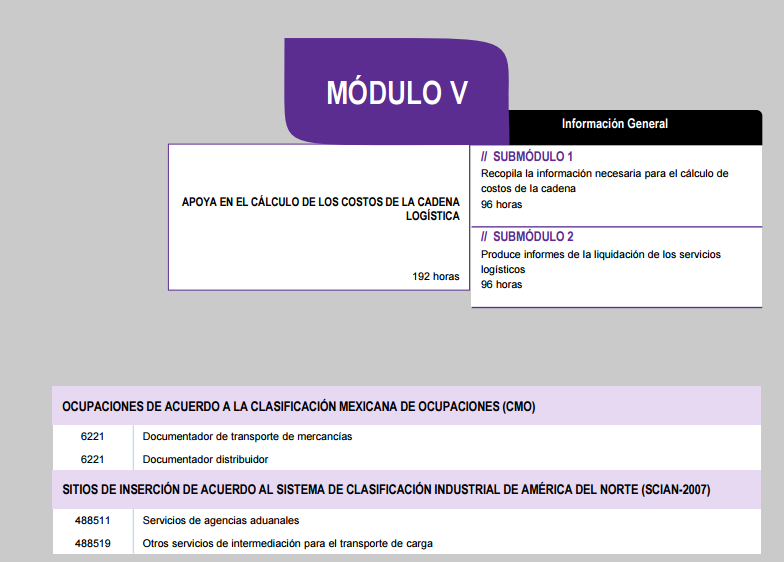 MÓDULO V
Información General
APOYA EN EL CÁLCULO DE LOS COSTOS DE LA CADENA
LOGÍSTICA
192 horas
// SUBMÓDULO 1
Recopila la información necesaria para el cálculo de
costos de la cadena
96 horas
// SUBMÓDULO 2
Produce informes de la liquidación de los servicios
logísticos
96 horas
OCUPACIONES DE ACUERDO A LA CLASIFICACIÓN MEXICANA DE OCUPACIONES (CMO)
6221 Documentador de transporte de mercancías
6221 Documentador distribuidor
SITIOS DE INSERCIÓN DE ACUERDO AL SISTEMA DE CLASIFICACIÓN INDUSTRIAL DE AMÉRICA DEL NORTE (SCIAN-2007)
488511 Servicios de agencias aduanales
488519 Otros servicios de intermediación para el transporte de carga